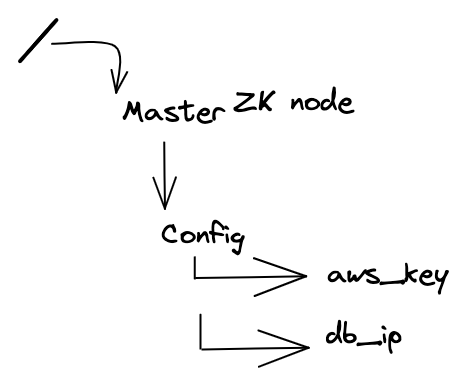 /
Master ZK node
Config
aws_key
db_ip